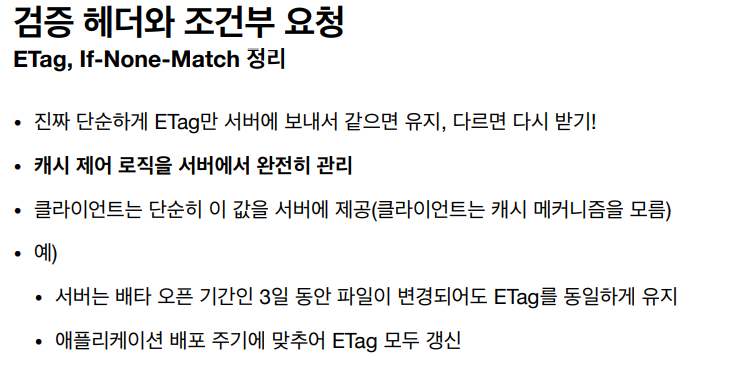 검증 헤더와 조건부 요청
ETag, If-None-Match 정리
• 진짜 단순하게 ETag만 서버에 보내서 같으면 유지, 다르면 다시 받기!
• 캐시 제어 로직을 서버에서 완전히 관리
• 클라이언트는 단순히 이 값을 서버에 제공(클라이언트는 캐시 메커니즘을 모름)
• 예)
• 서버는 배타 오픈 기간인 3일 동안 파일이 변경되어도 ETag를 동일하게 유지
• 애플리케이션 배포 주기에 맞추어 ETag 모두 갱신